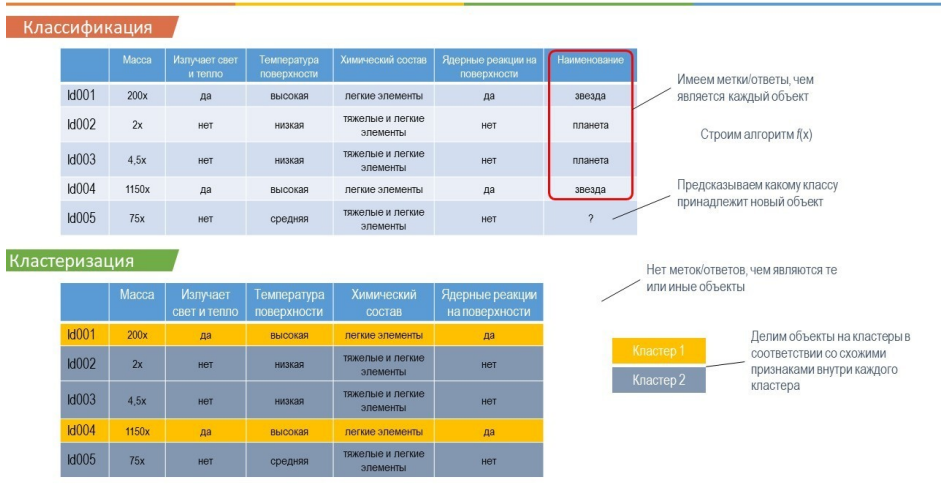 Классификация
Масса Излучает свет и тепло Температура поверхности Химический состав Ядерные реакции на поверхности Наименование
Id001 200x да высокая легкие элементы да звезда
Id002 2x нет низкая тяжелые и легкие элементы нет планета
Id003 4,5x нет низкая тяжелые и легкие элементы нет планета
Id004 1150x да высокая легкие элементы да звезда
Id005 75x нет средняя тяжелые и легкие элементы нет ?
Имеем метки/ответы, чем
является каждый объект
Строим алгоритм f(x)
Предсказываем какому классу
принадлежит новый объект
Кластеризация
Масса Излучает свет и тепло Температура поверхности Химический состав Ядерные реакции на поверхности
Id001 200x да высокая легкие элементы да
Id002 2x нет низкая тяжелые и легкие элементы нет
Id003 4,5x нет низкая тяжелые и легкие элементы нет
Id004 1150x да высокая легкие элементы да
Id005 75x нет средняя тяжелые и легкие элементы нет
Нет меток/ответов, чем являются те
или иные объекты
Кластер 1
Кластер 2
Делим объекты на кластеры в
соответствии со схожими
признаками внутри каждого
кластера